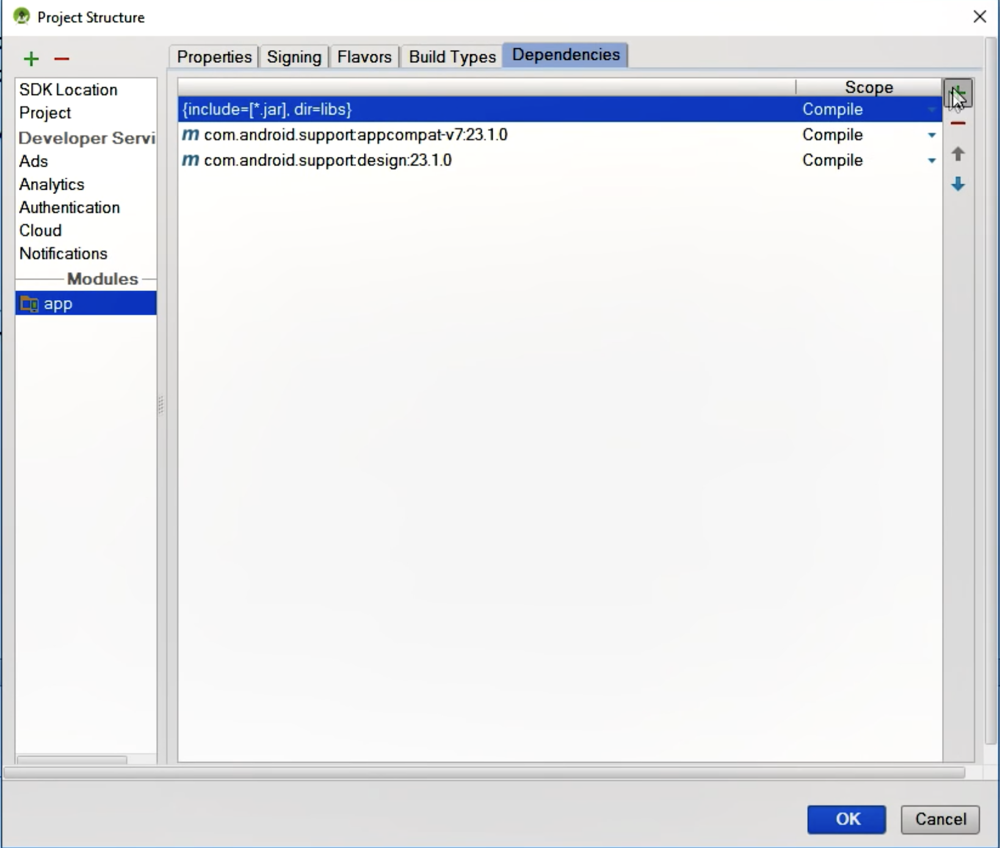 Project Structure
Properties Signing Flavors Build Types Dependencies
SDK Location
Project
Developer Servi
Ads
Analytics
Authentication
Cloud
Notifications
Modules
app
Scope
{include=[*.jar], dir=libs} Compile
m com.android.support:appcompat-v7:23.1.0 Compile
m com.android.support:design:23.1.0 Compile
OK Cancel